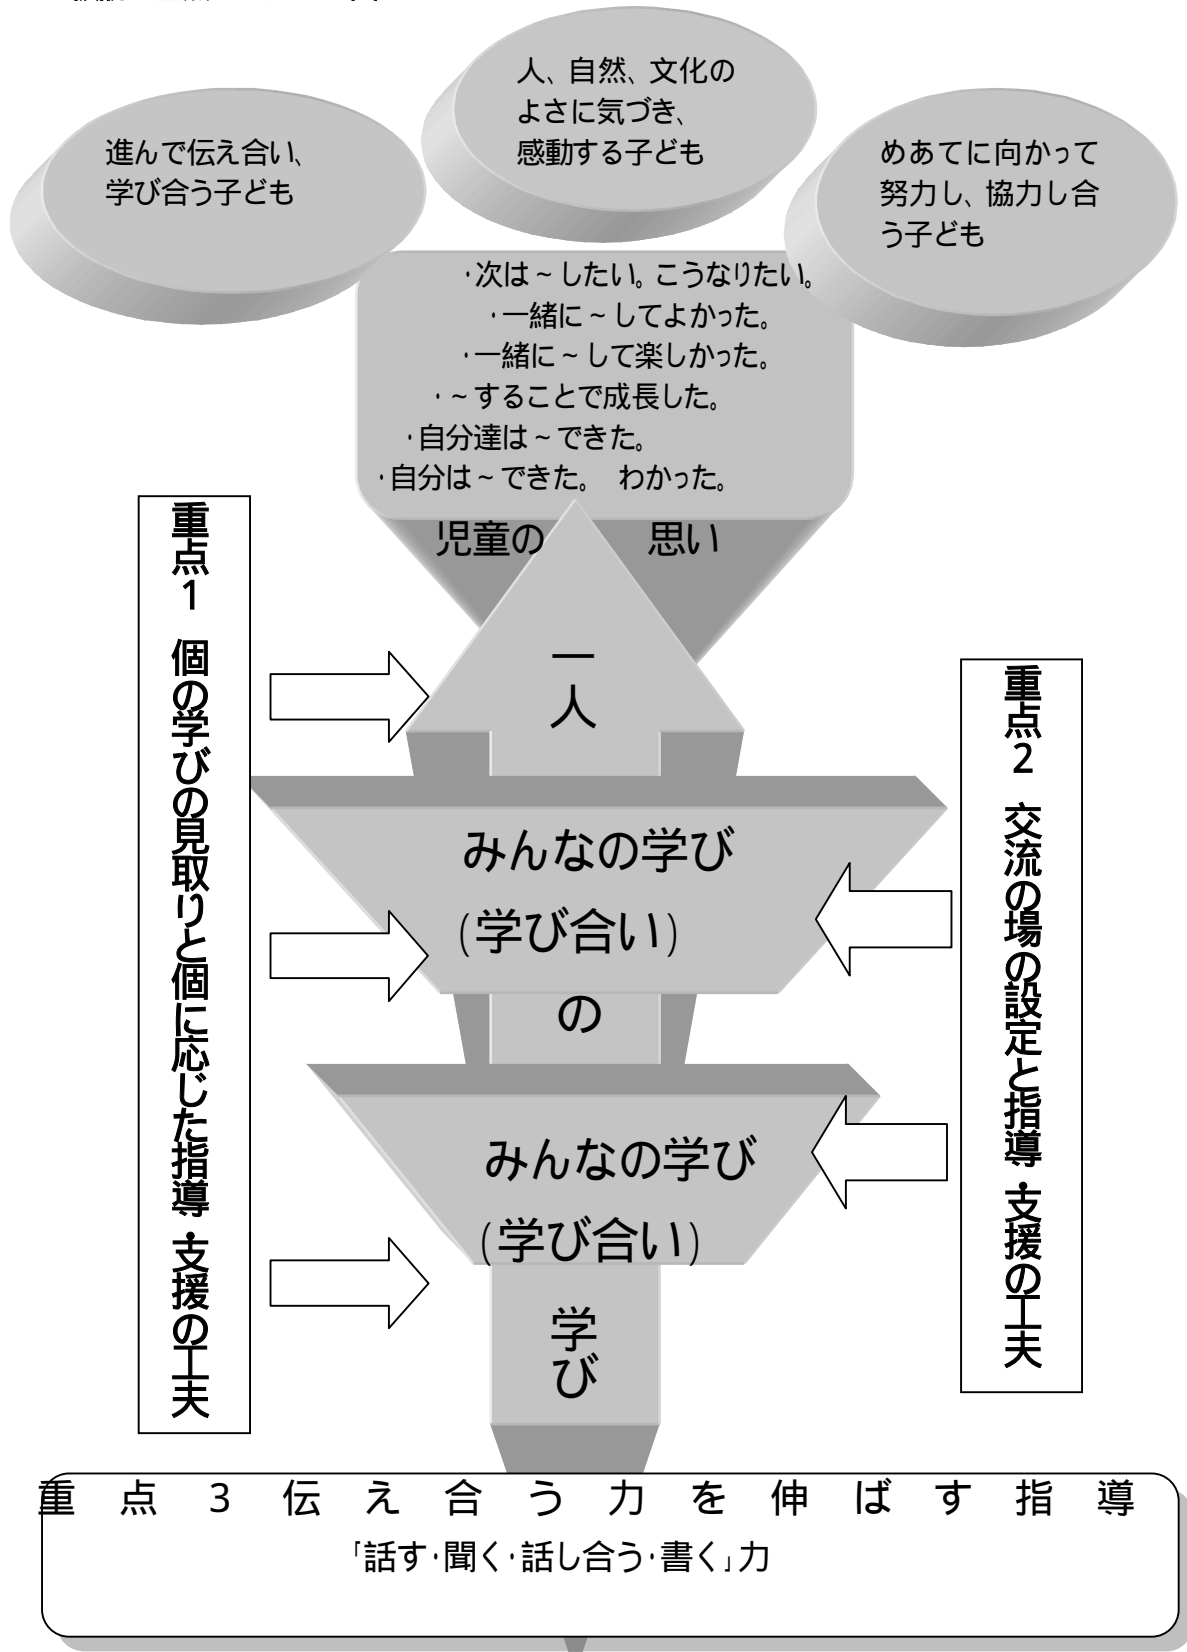 人、自然、文化の
よさに気づき、
感動する子ども
進んで伝え合い、
学び合う子ども
めあてに向かって
努力し、協力し合
う子ども
・次は~したい。こうなりたい。
・一緒に~してよかった。
・一緒に~して楽しかった。
・~することで成長した。
・自分達は~できた。
・自分は~できた。 わかった。
児童の 思い
重点1 個の学びの見取りと個に応じた指導・支援の工夫
重点2 交流の場の設定と指導・支援の工夫
一人
みんなの学び
(学び合い)
の
みんなの学び
(学び合い)
学び
重点3伝え合う力を伸ばす指導
「話す・聞く・話し合う・書く」力